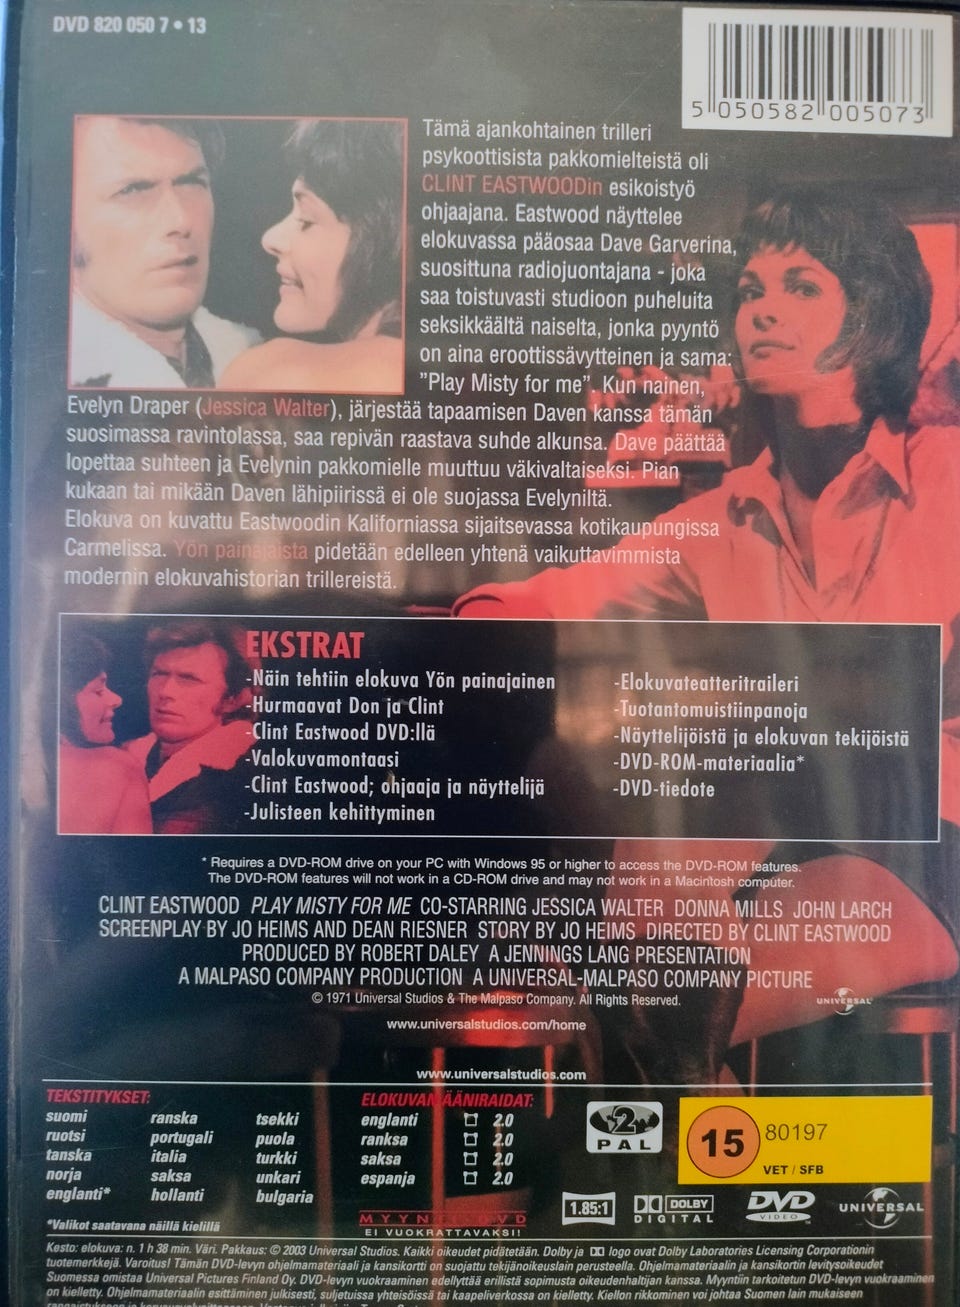 DVD 820 050 7 • 13
5 050582 005073
Tämä ajankohtainen trilleri
psykoottisista pakkomielteistä oli
CLINT EASTWOODin esikoistyö
ohjaajana. Eastwood näyttelee
elokuvassa pääosaa Dave Garverina,
suosittuna radiojuontajana - joka
saa toistuvasti studioon puheluita
seksikkäältä naiselta, jonka pyyntö
on aina eroottissävytteinen ja sama:
"Play Misty for me". Kun nainen,
Evelyn Draper (Jessica Walter), järjestää tapaamisen Daven kanssa tämän
suosimassa ravintolassa, saa repivän raastava suhde alkunsa. Dave päättää
lopettaa suhteen ja Evelynin pakkomielle muuttuu väkivaltaiseksi. Pian
kukaan tai mikään Daven lähipiirissä ei ole suojassa Evelyniltä.
Elokuva on kuvattu Eastwoodin Kaliforniassa sijaitsevassa kotikaupungissa
Carmelissa. Yön painajaista pidetään edelleen yhtenä vaikuttavimmista
modernin elokuvahistorian trillereistä.
EKSTRAT
-Näin tehtiin elokuva Yön painajainen
-Hurmaavat Don ja Clint
-Clint Eastwood DVD:llä
-Valokuvamontaasi
-Clint Eastwood; ohjaaja ja näyttelijä
-Julisteen kehittyminen
-Elokuvateatteritraileri
-Tuotantomuistiinpanoja
-Näyttelijöistä ja elokuvan tekijöistä
-DVD-ROM-materiaalia*
-DVD-tiedote
* Requires a DVD-ROM drive on your PC with Windows 95 or higher to access the DVD-ROM features.
The DVD-ROM features will not work in a CD-ROM drive and may not work in a Macintosh computer.
CLINT EASTWOOD PLAY MISTY FOR ME CO-STARRING JESSICA WALTER DONNA MILLS JOHN LARCH
SCREENPLAY BY JO HEIMS AND DEAN RIESNER STORY BY JO HEIMS DIRECTED BY CLINT EASTWOOD
PRODUCED BY ROBERT DALEY A JENNINGS LANG PRESENTATION
A MALPASO COMPANY PRODUCTION A UNIVERSAL-MALPASO COMPANY PICTURE
© 1971 Universal Studios & The Malpaso Company. All Rights Reserved.
UNIVERSAL
www.universalstudios.com/home
www.universalstudios.com
TEKSTITYKSET:
suomi ranska tsekki
ruotsi portugali puola
tanska italia turkki
norja saksa unkari
englanti* hollanti bulgaria
*Valikot saatavana näillä kielillä
ELOKUVAN ÄÄNIRAIDAT:
englanti 2.0
ranksa 2.0
saksa 2.0
espanja 2.0
MYYNTI-DVD
EI VUOKRATTAVAKSI!
2
PAL
15 80197
VET / SFB
1.85:1
DOLBY
DIGITAL
DVD
VIDEO
UNIVERSAL
Kesto: elokuva: n. 1 h 38 min. Väri. Pakkaus: © 2003 Universal Studios. Kaikki oikeudet pidätetään. Dolby ja logo ovat Dolby Laboratories Licensing Corporationin
tuotemerkkejä. Varoitus! Tämän DVD-levyn ohjelmamateriaali ja kansikortti on suojattu tekijänoikeuslain perusteella. Ohjelmamateriaalin ja kansikortin levitysoikeudet
Suomessa omistaa Universal Pictures Finland Oy. DVD-levyn vuokraaminen edellyttää erillistä sopimusta oikeudenhaltijan kanssa. Myyntiin tarkoitetun DVD-levyn vuokraaminen
on kielletty. Ohjelmamateriaalin esittäminen julkisesti, suljetuissa yhteisöissä tai kaapeliverkossa on kielletty. Kiellon rikkominen voi johtaa Suomen lain mukaiseen